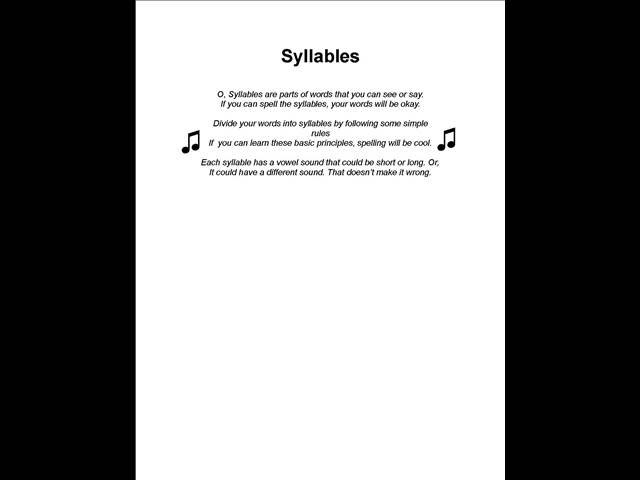 Syllables
O, Syllables are parts of words that you can see or say.
If you can spell the syllables, your words will be okay.
Divide your words into syllables by following some simple
rules
If  you can learn these basic principles, spelling will be cool.
Each syllable has a vowel sound that could be short or long. Or,
It could have a different sound. That doesn't make it wrong.